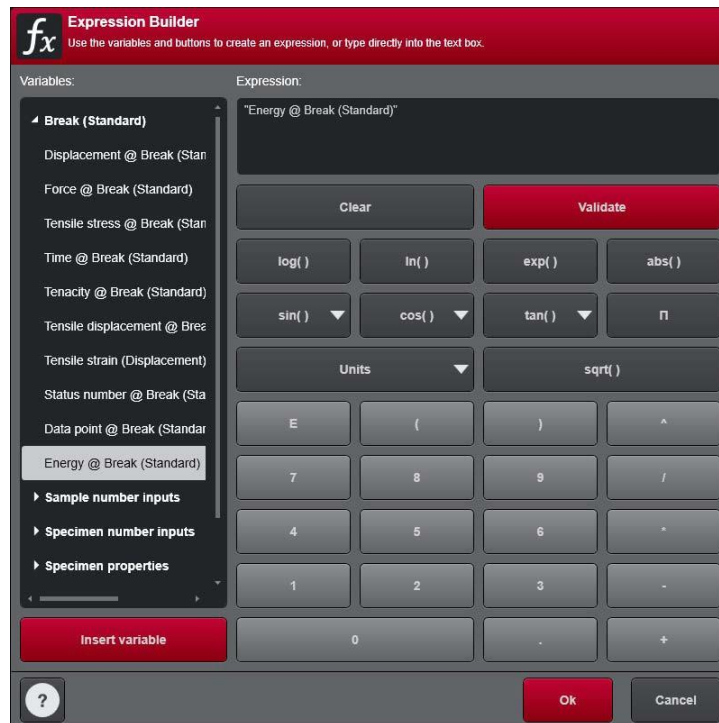 fx
Expression Builder
Use the variables and buttons to create an expression, or type directly into the text box.
Variables:
Expression:
Break (Standard)
Displacement @ Break (Stan
Force @ Break (Standard)
Tensile stress @ Break (Stan
Time @ Break (Standard)
Tenacity @ Break (Standard)
Tensile displacement @ Brea
Tensile strain (Displacement)
Status number @ Break (Sta
Data point @ Break (Standar
Energy @ Break (Standard)
Sample number inputs
Specimen number inputs
Specimen properties
Insert variable
"Energy @ Break (Standard)"
Clear Validate
log( ) ln( ) exp( ) abs( )
sin( ) cos( ) tan( ) Π
Units sqrt( )
E ( ) ^
7 8 9 /
4 5 6 *
1 2 3 -
0 . +
? Ok Cancel